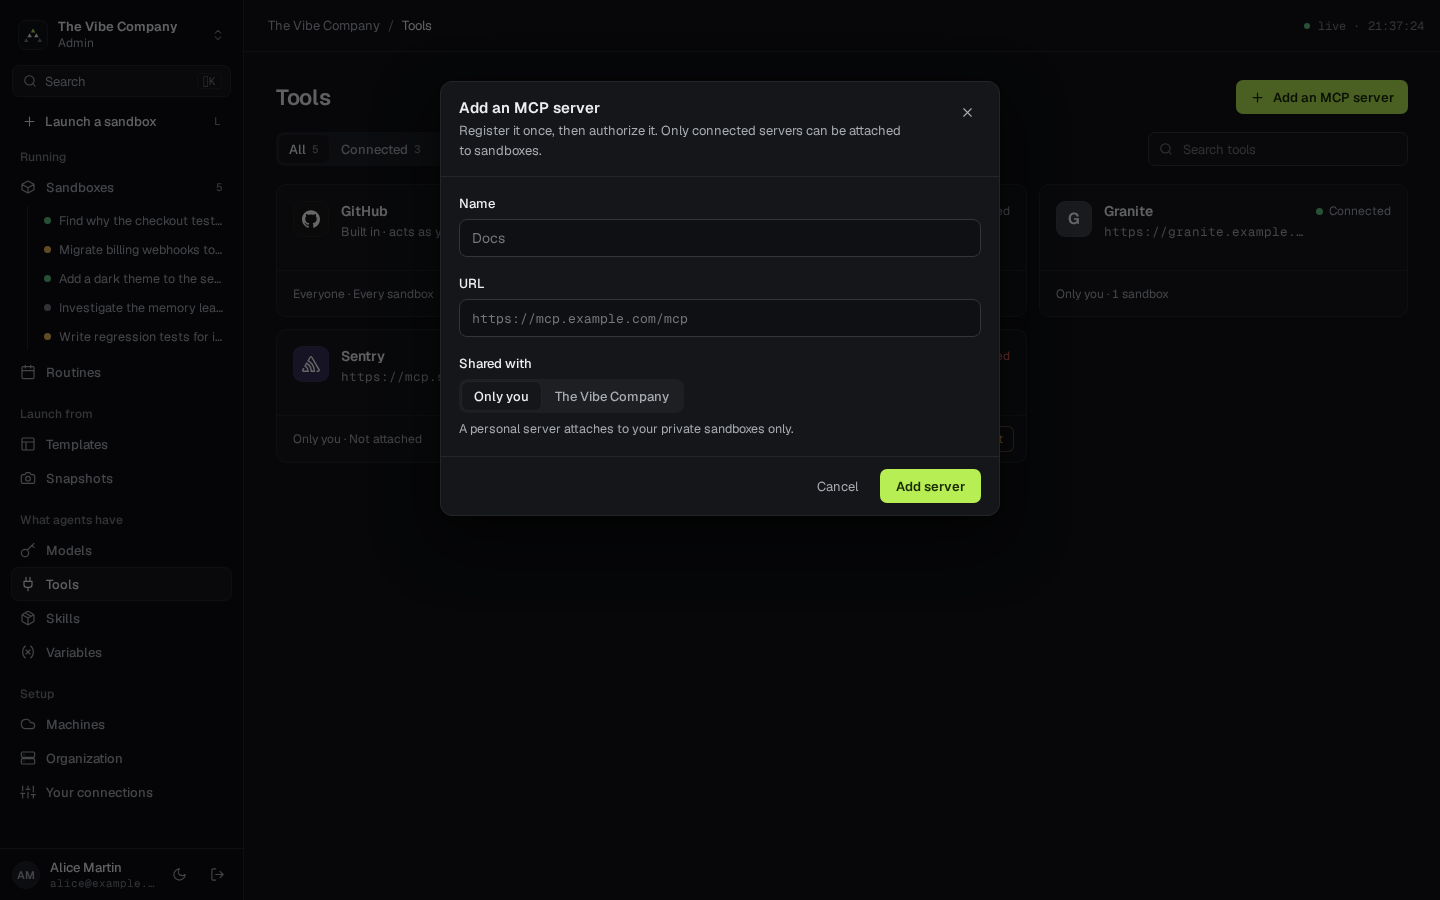 The Vibe Company
Admin
Search
K
Launch a sandbox
L
Running
Sandboxes
5
Find why the checkout test...
Migrate billing webhooks to...
Add a dark theme to the se...
Investigate the memory lea...
Write regression tests for i...
Routines
Launch from
Templates
Snapshots
What agents have
Models
Tools
Skills
Variables
Setup
Machines
Organization
Your connections
AM
Alice Martin
alice@example....
The Vibe Company / Tools
live · 21:37:24
Tools
Add an MCP server
All 5
Connected 3
Search tools
GitHub
Built in · acts as y
Everyone · Every sandbox
ed
G
Granite
Connected
https://granite.example....
Only you · 1 sandbox
Sentry
https://mcp.s
Only you · Not attached
ed
t
Add an MCP server
Register it once, then authorize it. Only connected servers can be attached
to sandboxes.
Name
Docs
URL
https://mcp.example.com/mcp
Shared with
Only you
The Vibe Company
A personal server attaches to your private sandboxes only.
Cancel
Add server